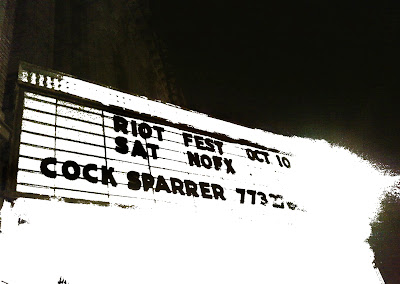 RIOT FEST OCT 10
SAT NOFX
COCK SPARRER 773